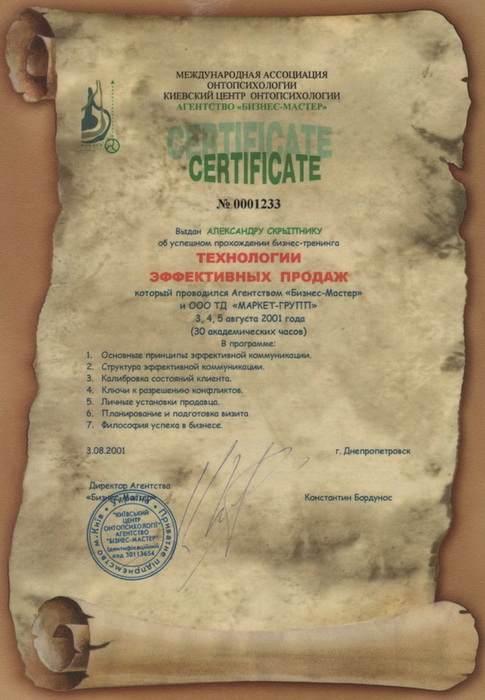 МЕЖДУНАРОДНАЯ АССОЦИАЦИЯ
ОНТОПСИХОЛОГИИ
КИЕВСКИЙ ЦЕНТР ОНТОПСИХОЛОГИИ
АГЕНТСТВО «БИЗНЕС-МАСТЕР»
CERTIFICATE
CERTIFICATE
№ 0001233
Выдан АЛЕКСАНДРУ СКРЫПНИКУ
об успешном прохождении бизнес-тренинга
ТЕХНОЛОГИИ
ЭФФЕКТИВНЫХ ПРОДАЖ
который проводился Агентством «Бизнес-Мастер»
и ООО ТД «МАРКЕТ-ГРУПП»
3, 4, 5 августа 2001 года
(30 академических часов)
В программе:
1. Основные принципы эффективной коммуникации.
2. Структура эффективной коммуникации.
3. Калибровка состояний клиента.
4. Ключи к разрешению конфликтов.
5. Личные установки продавца.
6. Планирование и подготовка визита
7. Философия успеха в бизнесе.
3.08.2001 г. Днепропетровск
Директор Агентства
«Бизнес-Мастер» Константин Бордунос
Україна * Приватне підприємство м. Київ *
"КИЇВСЬКИЙ
ЦЕНТР
ОНТОПСИХОЛОГІЇ"
АГЕНТСТВО
"БІЗНЕС-МАСТЕР"
Ідентифікаційний
код 30113654